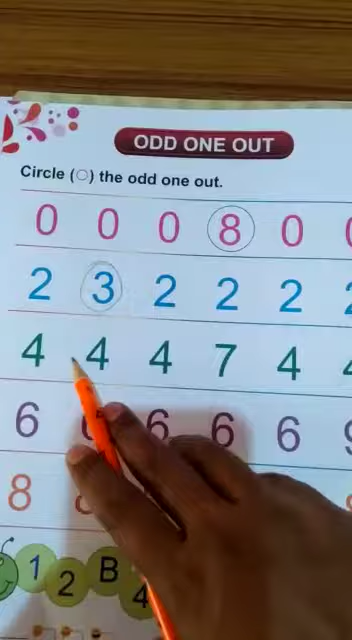 ODD ONE OUT
Circle (○) the odd one out.
0 0 0 8 0
2 3 2 2 2
4 4 4 7 4
6 6 6 6
8
1 2 B 4